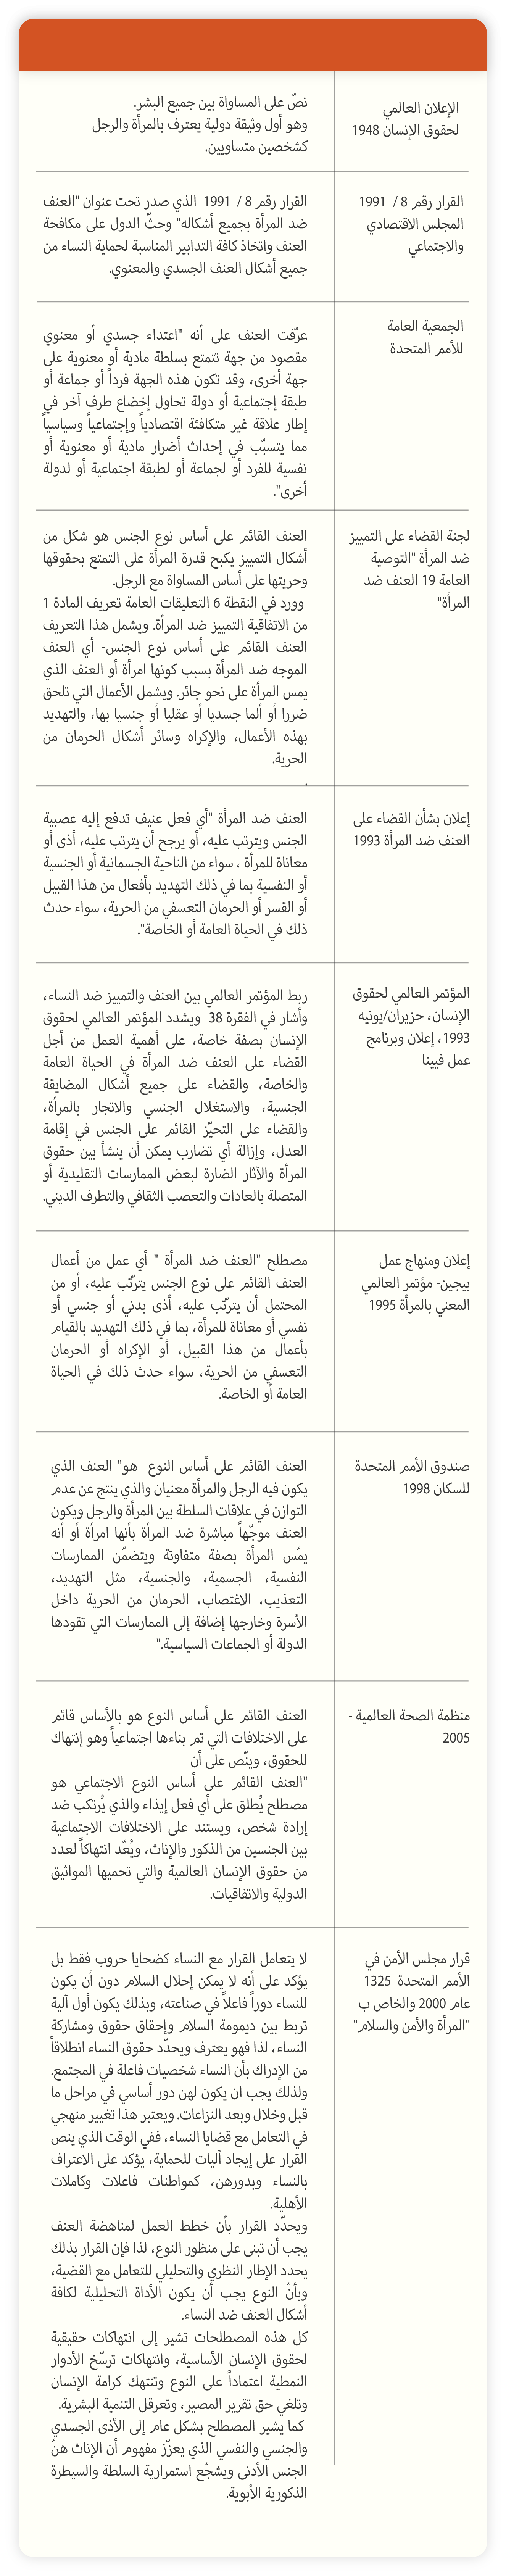 الإعلان العالمي
لحقوق الإنسان 1948
نصّ على المساواة بين جميع البشر.
وهو أول وثيقة دولية يعترف بالمرأة والرجل
كشخصين متساويين.
القرار رقم 8 / 1991
المجلس الاقتصادي
والاجتماعي
القرار رقم 8 / 1991 الذي صدر تحت عنوان "العنف
ضد المرأة بجميع أشكاله" وحثّ الدول على مكافحة
العنف واتخاذ كافة التدابير المناسبة لحماية النساء من
جميع أشكال العنف الجسدي والمعنوي.
الجمعية العامة
للأمم المتحدة
عرّفت العنف على أنه "اعتداء جسدي أو معنوي
مقصود من جهة تتمتع بسلطة مادية أو معنوية على
جهة أخرى، وقد تكون هذه الجهة فرداً أو جماعة أو
طبقة إجتماعية أو دولة تحاول إخضاع طرف آخر في
إطار علاقة غير متكافئة اقتصادياً وإجتماعياً وسياسياً
مما يتسبّب في إحداث أضرار مادية أو معنوية أو
نفسية للفرد أو لجماعة أو لطبقة اجتماعية أو لدولة
أخرى".
لجنة القضاء على التمييز
ضد المرأة "التوصية
العامة 19 العنف ضد
المرأة"
العنف القائم على أساس نوع الجنس هو شكل من
أشكال التمييز يكبح قدرة المرأة على التمتع بحقوقها
وحريتها على أساس المساواة مع الرجل.
وورد في النقطة 6 التعليقات العامة تعريف المادة 1
من الاتفاقية التمييز ضد المرأة. ويشمل هذا التعريف
العنف القائم على أساس نوع الجنس- أي العنف
الموجه ضد المرأة بسبب كونها امرأة أو العنف الذي
يمس المرأة على نحو جائر. ويشمل الأعمال التي تلحق
ضررا أو ألما جسديا أو عقليا أو جنسيا بها، والتهديد
بهذه الأعمال، والإكراه وسائر أشكال الحرمان من
الحرية.
.
إعلان بشأن القضاء على
العنف ضد المرأة 1993
العنف ضد المرأة "أي فعل عنيف تدفع إليه عصبية
الجنس ويترتب عليه، أو يرجح أن يترتب عليه، أذى أو
معاناة للمرأة ، سواء من الناحية الجسمانية أو الجنسية
أو النفسية بما في ذلك التهديد بأفعال من هذا القبيل
أو القسر أو الحرمان التعسفي من الحرية، سواء حدث
ذلك في الحياة العامة أو الخاصة".
المؤتمر العالمي لحقوق
الإنسان، حزيران/يونيه
1993، إعلان وبرنامج
عمل فيينا
ربط المؤتمر العالمي بين العنف والتمييز ضد النساء،
وأشار في الفقرة 38 ويشدد المؤتمر العالمي لحقوق
الإنسان بصفة خاصة، على أهمية العمل من أجل
القضاء على العنف ضد المرأة في الحياة العامة
والخاصة، والقضاء على جميع أشكال المضايقة
الجنسية، والاستغلال الجنسي والاتجار بالمرأة،
والقضاء على التحيّز القائم على الجنس في إقامة
العدل، وإزالة أي تضارب يمكن أن ينشأ بين حقوق
المرأة والآثار الضارة لبعض الممارسات التقليدية أو
المتصلة بالعادات والتعصب الثقافي والتطرف الديني.
إعلان ومنهاج عمل
بيجين- مؤتمر العالمي
المعني بالمرأة 1995
مصطلح "العنف ضد المرأة " أي عمل من أعمال
العنف القائم على نوع الجنس يترتّب عليه، أو من
المحتمل أن يترتّب عليه، أذى بدني أو جنسي أو
نفسي أو معاناة للمرأة، بما في ذلك التهديد بالقيام
بأعمال من هذا القبيل، أو الإكراه أو الحرمان
التعسفي من الحرية، سواء حدث ذلك في الحياة
العامة أو الخاصة.
صندوق الأمم المتحدة
للسكان 1998
العنف القائم على أساس النوع هو" العنف الذي
يكون فيه الرجل والمرأة معنيان والذي ينتج عن عدم
التوازن في علاقات السلطة بين المرأة والرجل ويكون
العنف موجّهاً مباشرة ضد المرأة بأنها امرأة أو أنه
يمّس المرأة بصفة متفاوتة ويتضمّن الممارسات
النفسية، الجسمية، والجنسية، مثل التهديد،
التعذيب، الاغتصاب، الحرمان من الحرية داخل
الأسرة وخارجها إضافة إلى الممارسات التي تقودها
الدولة أو الجماعات السياسية."
منظمة الصحة العالمية -
2005
العنف القائم على أساس النوع هو بالأساس قائم
على الاختلافات التي تم بناءها اجتماعياً وهو إنتهاك
للحقوق، وينّص على أن
"العنف القائم على أساس النوع الاجتماعي هو
مصطلح يُطلق على أي فعل إيذاء والذي يُرتكب ضد
إرادة شخص، ويستند على الاختلافات الاجتماعية
بين الجنسين من الذكور والإناث، ويُعّد انتهاكاً لعدد
من حقوق الإنسان العالمية والتي تحميها المواثيق
الدولية والاتفاقيات.
قرار مجلس الأمن في
الأمم المتحدة 1325
عام 2000 والخاص ب
"المرأة والأمن والسلام"
لا يتعامل القرار مع النساء كضحايا حروب فقط بل
يؤكد على أنه لا يمكن إحلال السلام دون أن يكون
للنساء دوراً فاعلاً في صناعته، وبذلك يكون أول آلية
تربط بين ديمومة السلام وإحقاق حقوق ومشاركة
النساء، لذا فهو يعترف ويحدّد حقوق النساء انطلاقاً
من الإدراك بأن النساء شخصيات فاعلة في المجتمع.
ولذلك يجب ان يكون لهن دور أساسي في مراحل ما
قبل وخلال وبعد النزاعات. ويعتبر هذا تغيير منهجي
في التعامل مع قضايا النساء، ففي الوقت الذي ينص
القرار على إيجاد آليات للحماية، يؤكد على الاعتراف
بالنساء وبدورهن، كمواطنات فاعلات وكاملات
الأهلية.
ويحدّد القرار بأن خطط العمل لمناهضة العنف
يجب أن تبنى على منظور النوع، لذا فإن القرار بذلك
يحدد الإطار النظري والتحليلي للتعامل مع القضية،
وبأنّ النوع يجب أن يكون الأداة التحليلية لكافة
أشكال العنف ضد النساء.
كل هذه المصطلحات تشير إلى انتهاكات حقيقية
لحقوق الإنسان الأساسية، وانتهاكات ترسّخ الأدوار
النمطية اعتماداً على النوع وتنتهك كرامة الإنسان
وتلغي حق تقرير المصير، وتعرقل التنمية البشرية.
كما يشير المصطلح بشكل عام إلى الأذى الجسدي
والجنسي والنفسي الذي يعزّز مفهوم أن الإناث هنّ
الجنس الأدنى ويشجّع استمرارية السلطة والسيطرة
الذكورية الأبوية.